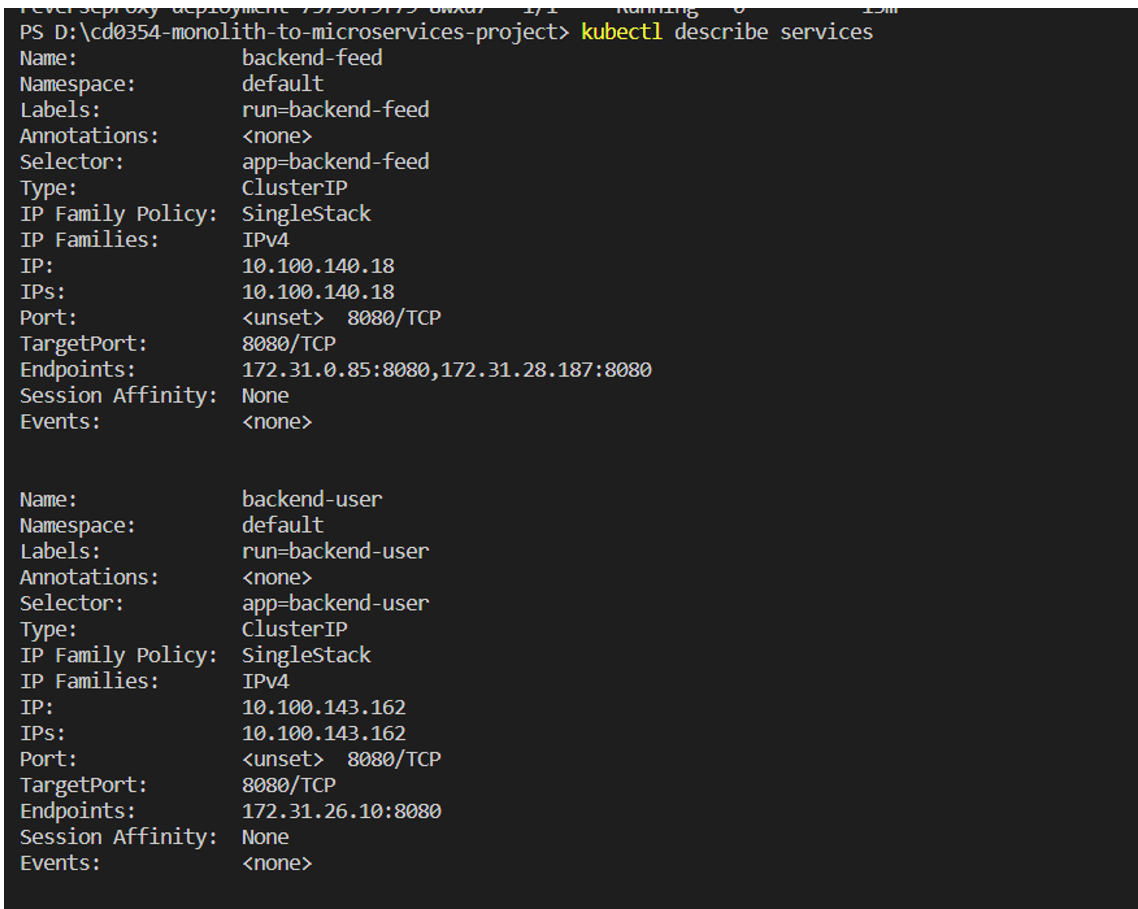 Running
PS D:\cd0354-monolith-to-microservices-project> kubectl describe services
Name:                backend-feed
Namespace:           default
Labels:              run=backend-feed
Annotations:         <none>
Selector:            app=backend-feed
Type:                ClusterIP
IP Family Policy:    SingleStack
IP Families:         IPv4
IP:                  10.100.140.18
IPs:                 10.100.140.18
Port:                <unset>  8080/TCP
TargetPort:          8080/TCP
Endpoints:           172.31.0.85:8080,172.31.28.187:8080
Session Affinity:    None
Events:              <none>
Name:                backend-user
Namespace:           default
Labels:              run=backend-user
Annotations:         <none>
Selector:            app=backend-user
Type:                ClusterIP
IP Family Policy:    SingleStack
IP Families:         IPv4
IP:                  10.100.143.162
IPs:                 10.100.143.162
Port:                <unset>  8080/TCP
TargetPort:          8080/TCP
Endpoints:           172.31.26.10:8080
Session Affinity:    None
Events:              <none>